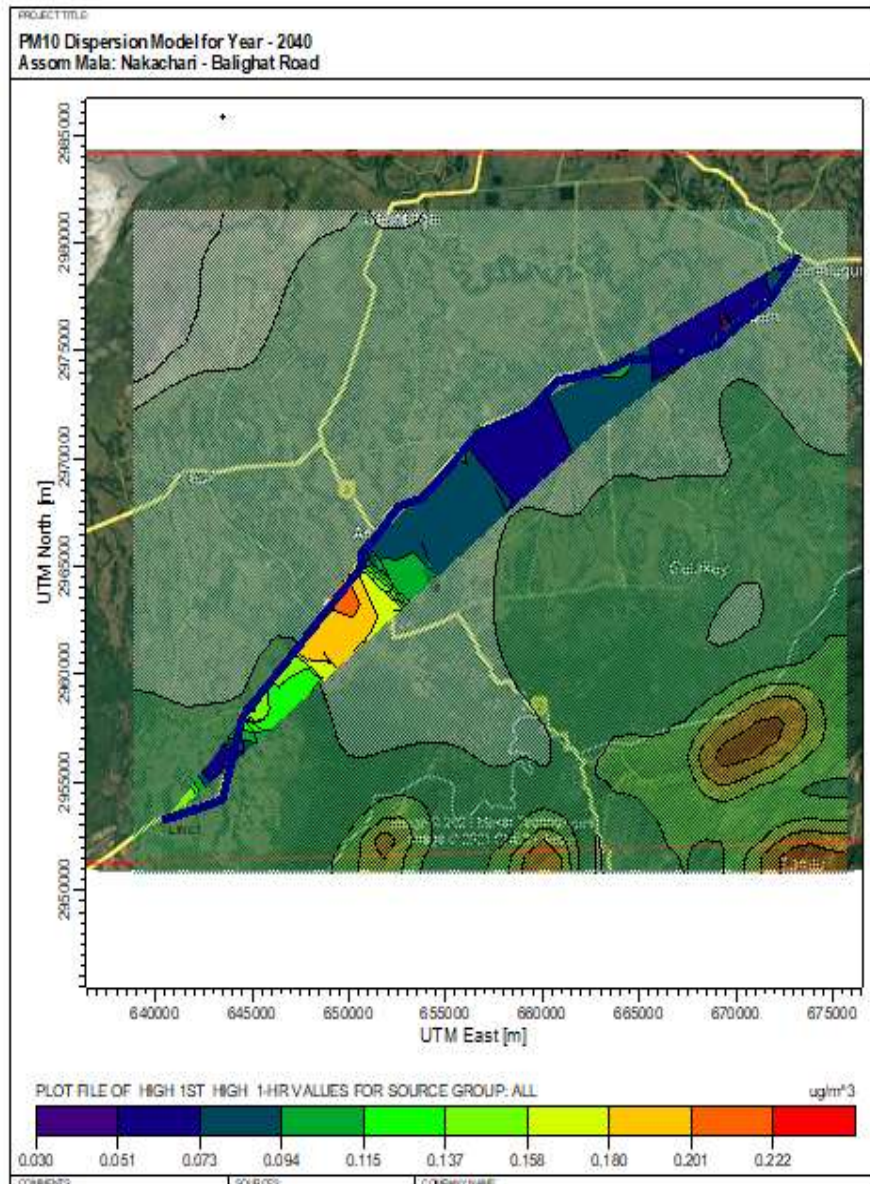 PROJECT TITLE:
PM10 Dispersion Model for Year - 2040
Assom Mala: Nakachari - Balighat Road
UTM North [m]
2985000
2980000
2975000
2970000
2965000
2960000
2955000
2950000
640000 645000 650000 655000 660000 665000 670000 675000
UTM East [m]
PLOT FILE OF HIGH 1ST HIGH 1-HR VALUES FOR SOURCE GROUP: ALL
ug/m^3
0.030 0.051 0.073 0.094 0.115 0.137 0.158 0.180 0.201 0.222
COMMENTS: SOURCES: COMPANY NAME: